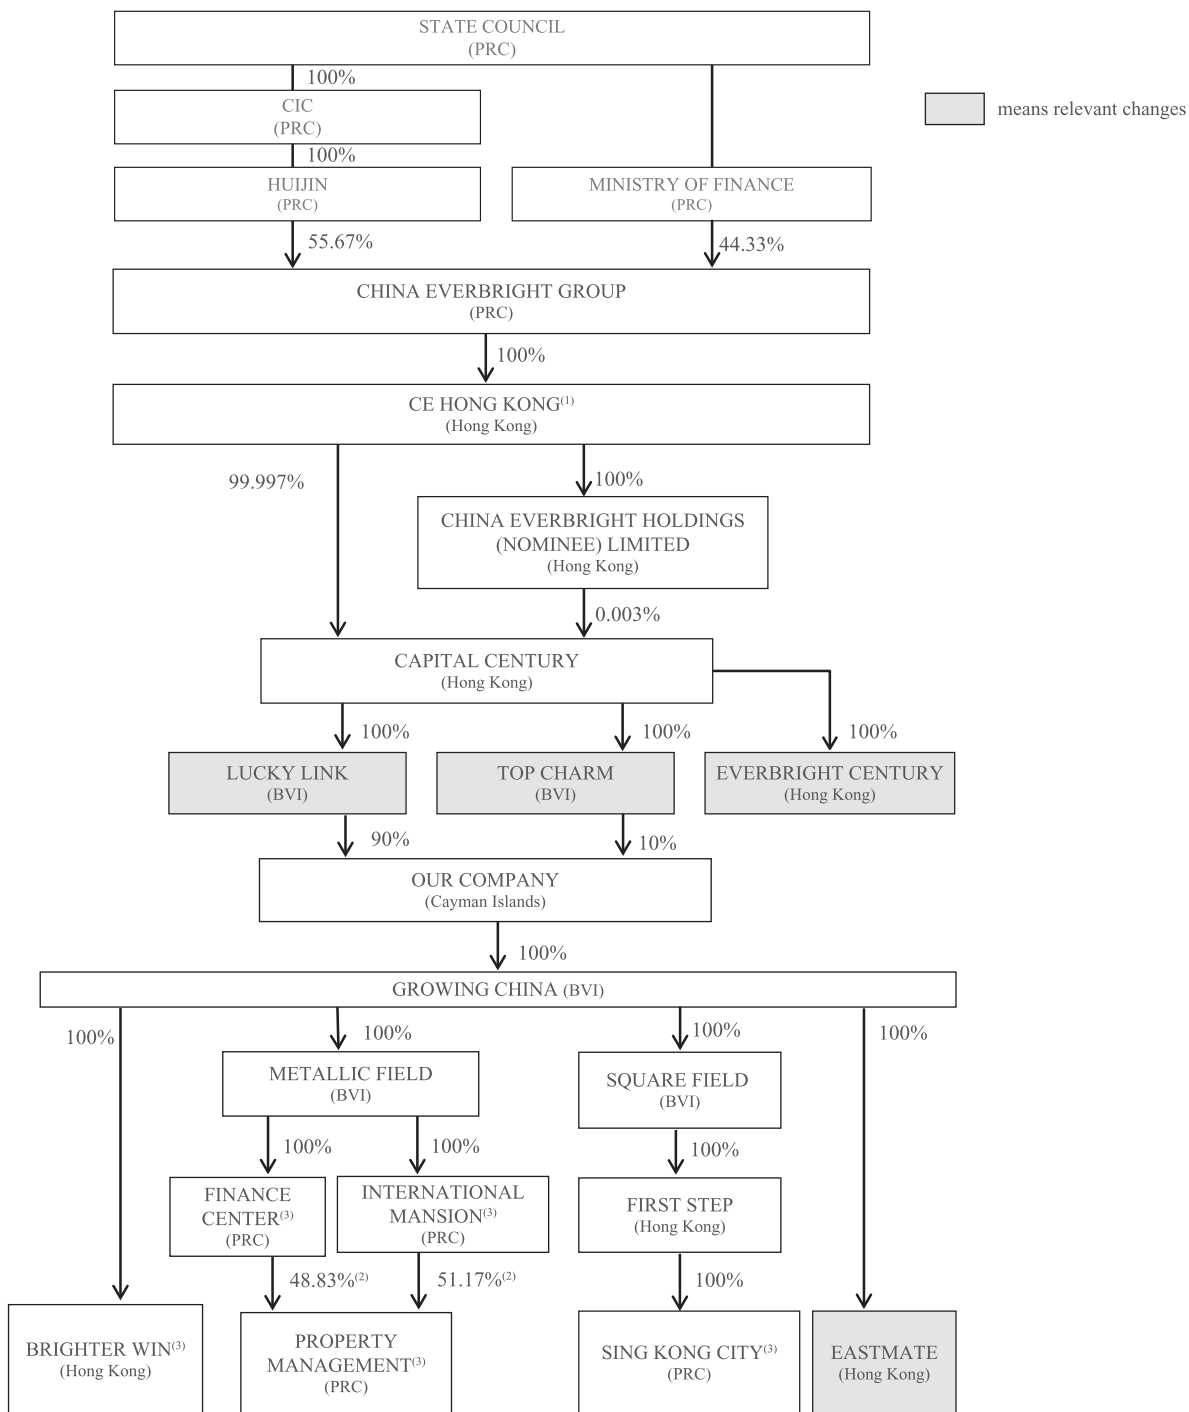 STATE COUNCIL
(PRC)
100%
means relevant changes
CIC
(PRC)
100%
HUIJIN
(PRC)
MINISTRY OF FINANCE
(PRC)
55.67%
44.33%
CHINA EVERBRIGHT GROUP
(PRC)
100%
CE HONG KONG(1)
(Hong Kong)
99.997%
100%
CHINA EVERBRIGHT HOLDINGS
(NOMINEE) LIMITED
(Hong Kong)
0.003%
CAPITAL CENTURY
(Hong Kong)
100%
100%
100%
LUCKY LINK
(BVI)
TOP CHARM
(BVI)
EVERBRIGHT CENTURY
(Hong Kong)
90%
10%
OUR COMPANY
(Cayman Islands)
100%
GROWING CHINA (BVI)
100%
100%
100%
100%
METALLIC FIELD
(BVI)
SQUARE FIELD
(BVI)
100%
100%
100%
FINANCE
CENTER(3)
(PRC)
INTERNATIONAL
MANSION(3)
(PRC)
FIRST STEP
(Hong Kong)
48.83%(2)
51.17%(2)
100%
BRIGHTER WIN(3)
(Hong Kong)
PROPERTY
MANAGEMENT(3)
(PRC)
SING KONG CITY(3)
(PRC)
EASTMATE
(Hong Kong)